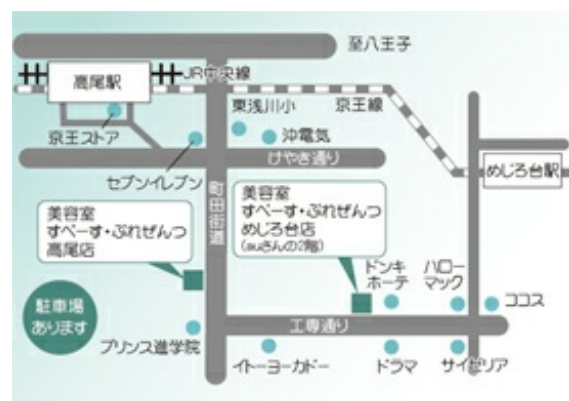 至八王子
高尾駅
JR中央線
東浅川小
京王線
京王ストア
沖電気
けやき通り
めじろ台駅
セブンイレブン
町田街道
美容室
すぺーす・ぷれぜんつ
高尾店
美容室
すぺーす・ぷれぜんつ
めじろ台店
(auさんの2階)
ドンキ
ホーテ
ハロー
マック
ココス
駐車場
あります
工専通り
プリンス進学院
イトーヨーカドー
ドラマ
サイゼリア